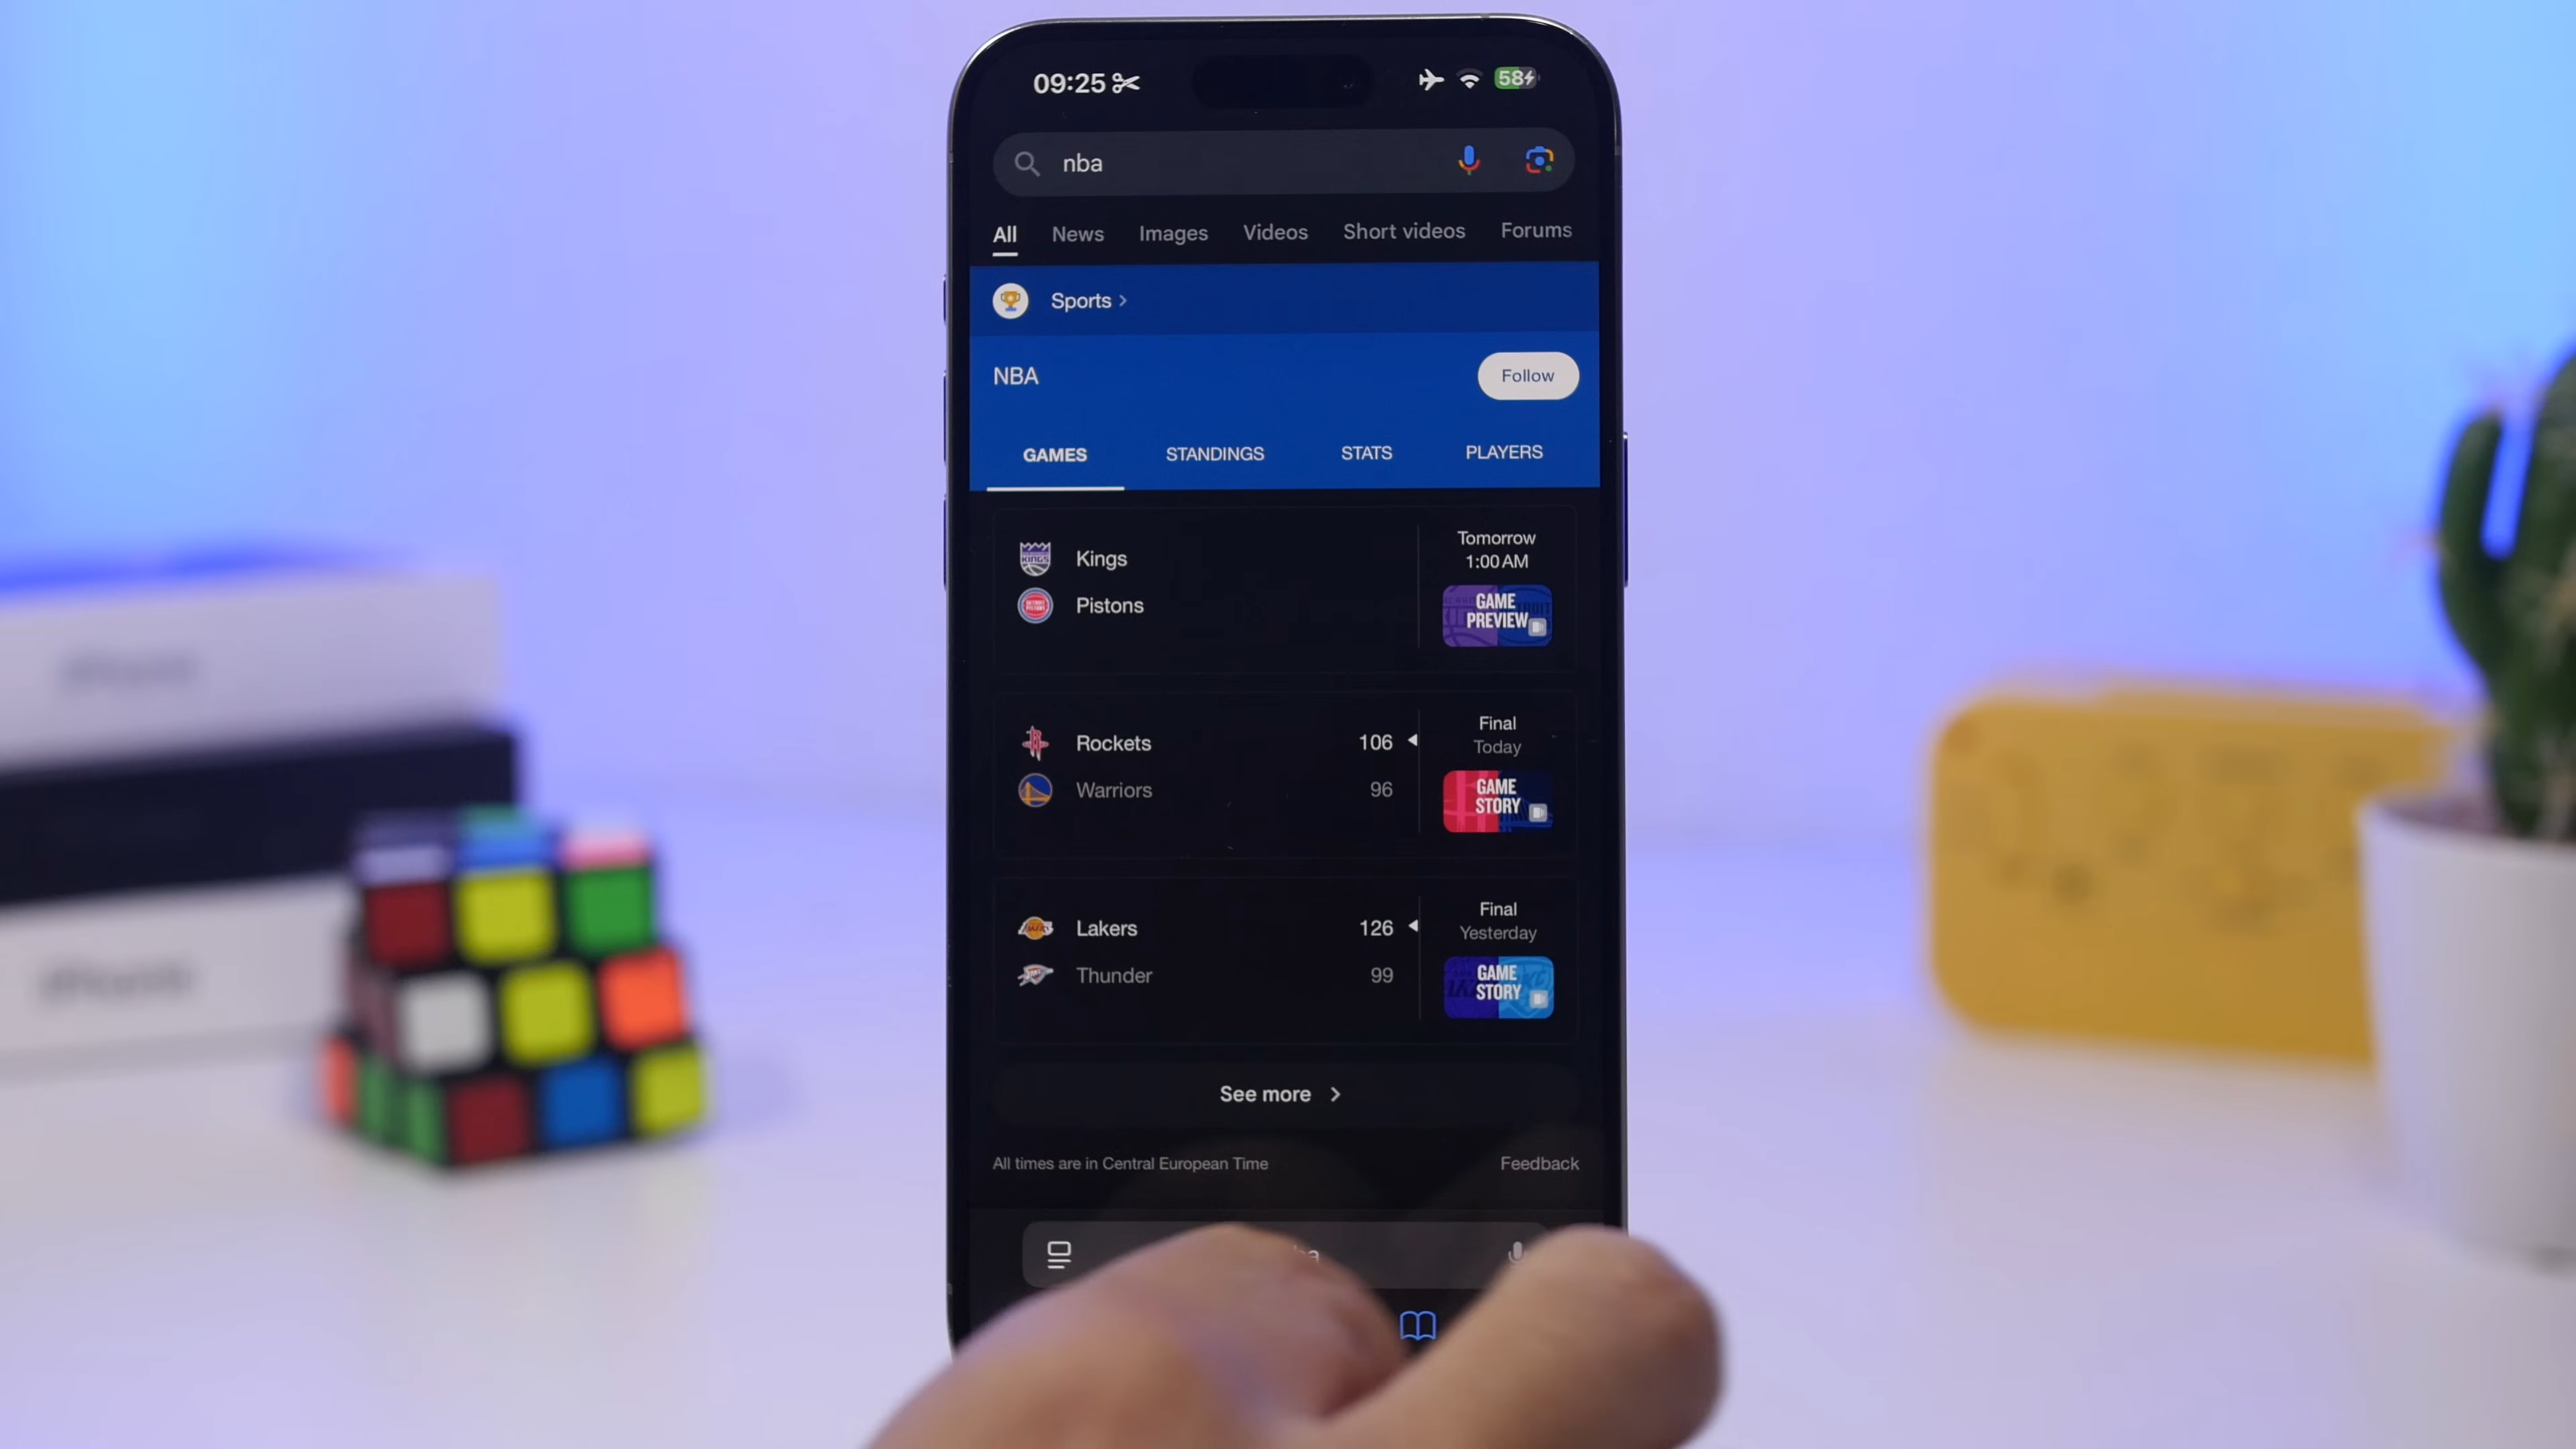 09:25
58
nba
All News Images Videos Short videos Forums
Sports
NBA
Follow
GAMES STANDINGS STATS PLAYERS
Kings
Pistons
Tomorrow
1:00 AM
GAME
PREVIEW
Rockets 106
Warriors 96
Final
Today
GAME
STORY
Lakers 126
Thunder 99
Final
Yesterday
GAME
STORY
See more
All times are in Central European Time
Feedback